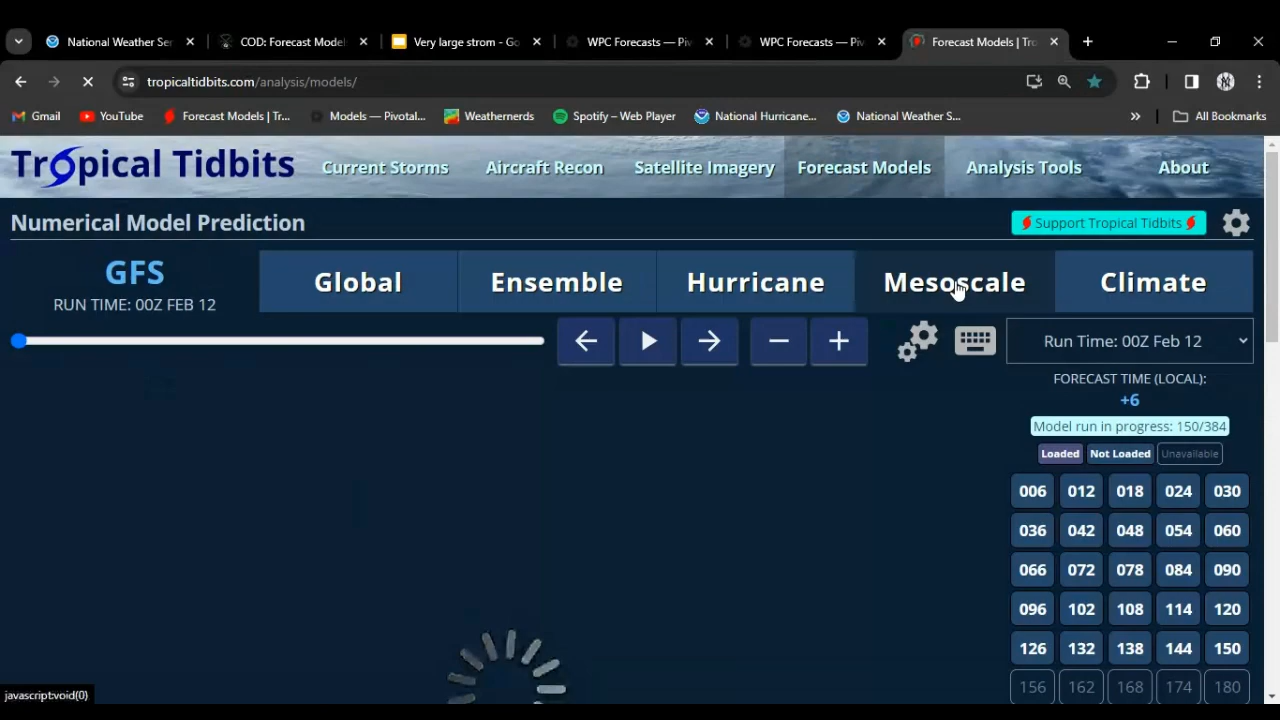 National Weather Ser
COD: Forecast Model
Very large strom - Go
WPC Forecasts — Piv
WPC Forecasts — Piv
Forecast Models | Tro
tropicaltidbits.com/analysis/models/
Gmail
YouTube
Forecast Models | Tr...
Models — Pivotal...
Weathernerds
Spotify – Web Player
National Hurricane...
National Weather S...
All Bookmarks
Tropical Tidbits
Current Storms
Aircraft Recon
Satellite Imagery
Forecast Models
Analysis Tools
About
Numerical Model Prediction
Support Tropical Tidbits
GFS
RUN TIME: 00Z FEB 12
Global
Ensemble
Hurricane
Mesoscale
Climate
Run Time: 00Z Feb 12
FORECAST TIME (LOCAL):
+6
Model run in progress: 150/384
Loaded
Not Loaded
Unavailable
006 012 018 024 030
036 042 048 054 060
066 072 078 084 090
096 102 108 114 120
126 132 138 144 150
156 162 168 174 180
javascript:void(0)